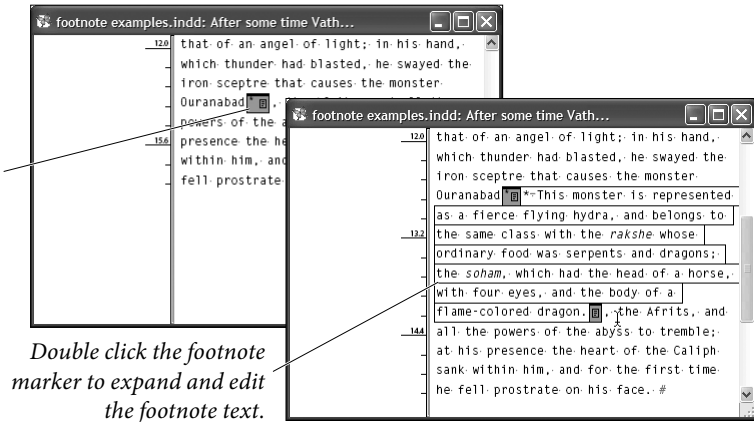 footnote examples.indd: After some time Vath...
12.0 that of an angel of light; in his hand,
which thunder had blasted, he swayed the
iron sceptre that causes the monster
Ouranabad* ,
powers of the
15.6 presence the
within him, and
fell prostrate
footnote examples.indd: After some time Vath...
12.0 that of an angel of light; in his hand,
which thunder had blasted, he swayed the
iron sceptre that causes the monster
Ouranabad* *This monster is represented
as a fierce flying hydra, and belongs to
13.2 the same class with the rakshe whose
ordinary food was serpents and dragons;
the soham, which had the head of a horse,
with four eyes, and the body of a
flame-colored dragon. , the Afrits, and
14.4 all the powers of the abyss to tremble;
at his presence the heart of the Caliph
sank within him, and for the first time
he fell prostrate on his face. #
Double click the footnote
marker to expand and edit
the footnote text.